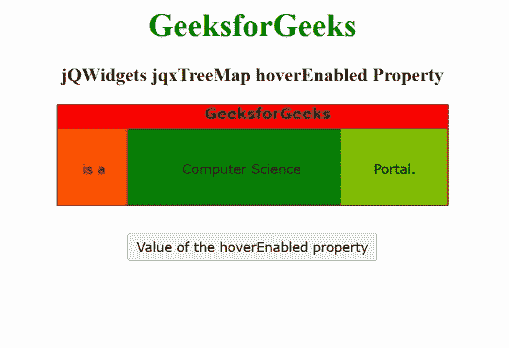 GeeksforGeeks
jQWidgets jqxTreeMap hoverEnabled Property
GeeksforGeeks
is a
Computer Science
Portal.
Value of the hoverEnabled property